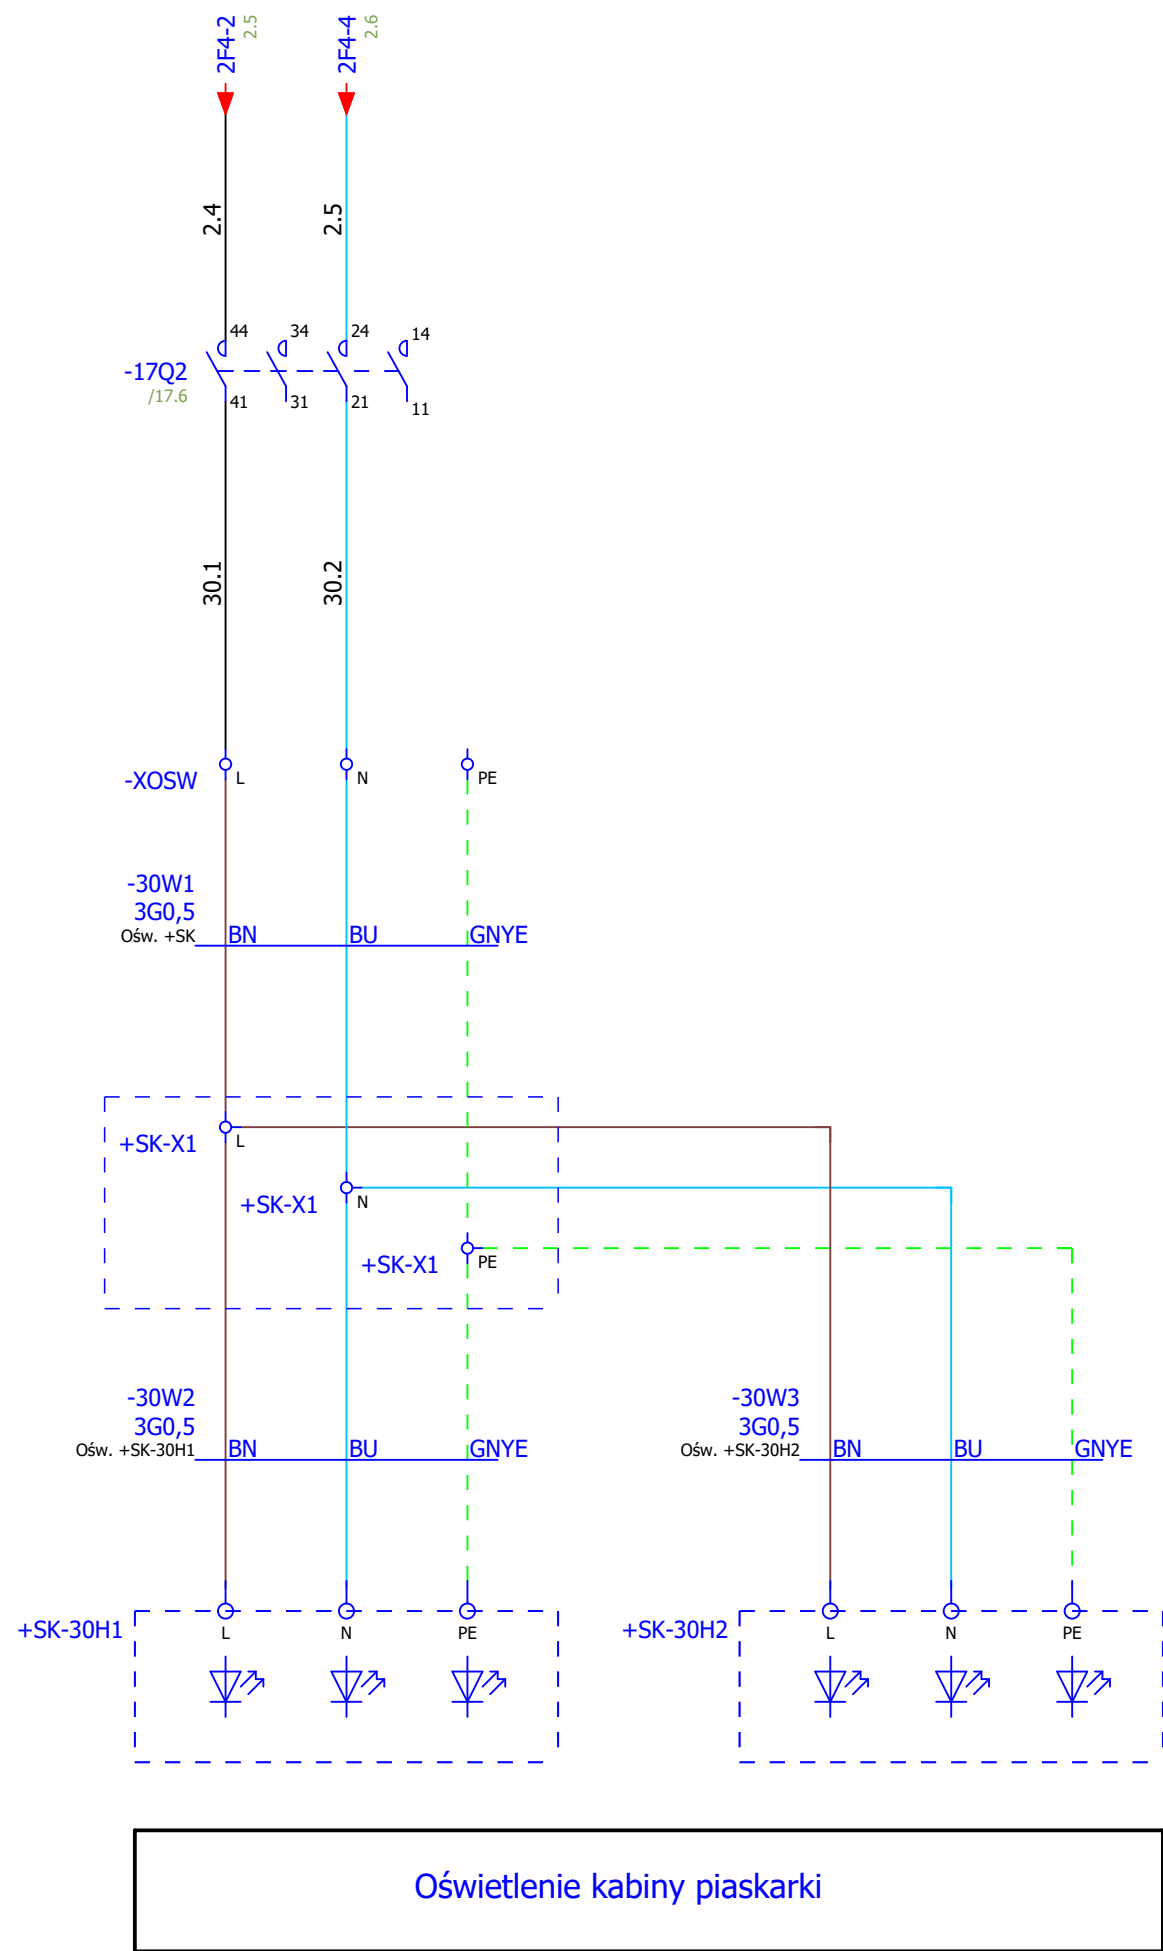 2F4-2
2.5
2F4-4
2.6
2.4
2.5
44
34
24
14
-17Q2
/17.6
41
31
21
11
30.1
30.2
-XOSW
L
N
PE
-30W1
3G0,5
Ośw. +SK
BN
BU
GNYE
+SK-X1
L
+SK-X1
N
+SK-X1
PE
-30W2
3G0,5
Ośw. +SK-30H1
BN
BU
GNYE
-30W3
3G0,5
Ośw. +SK-30H2
BN
BU
GNYE
+SK-30H1
L
N
PE
+SK-30H2
L
N
PE
Oświetlenie kabiny piaskarki